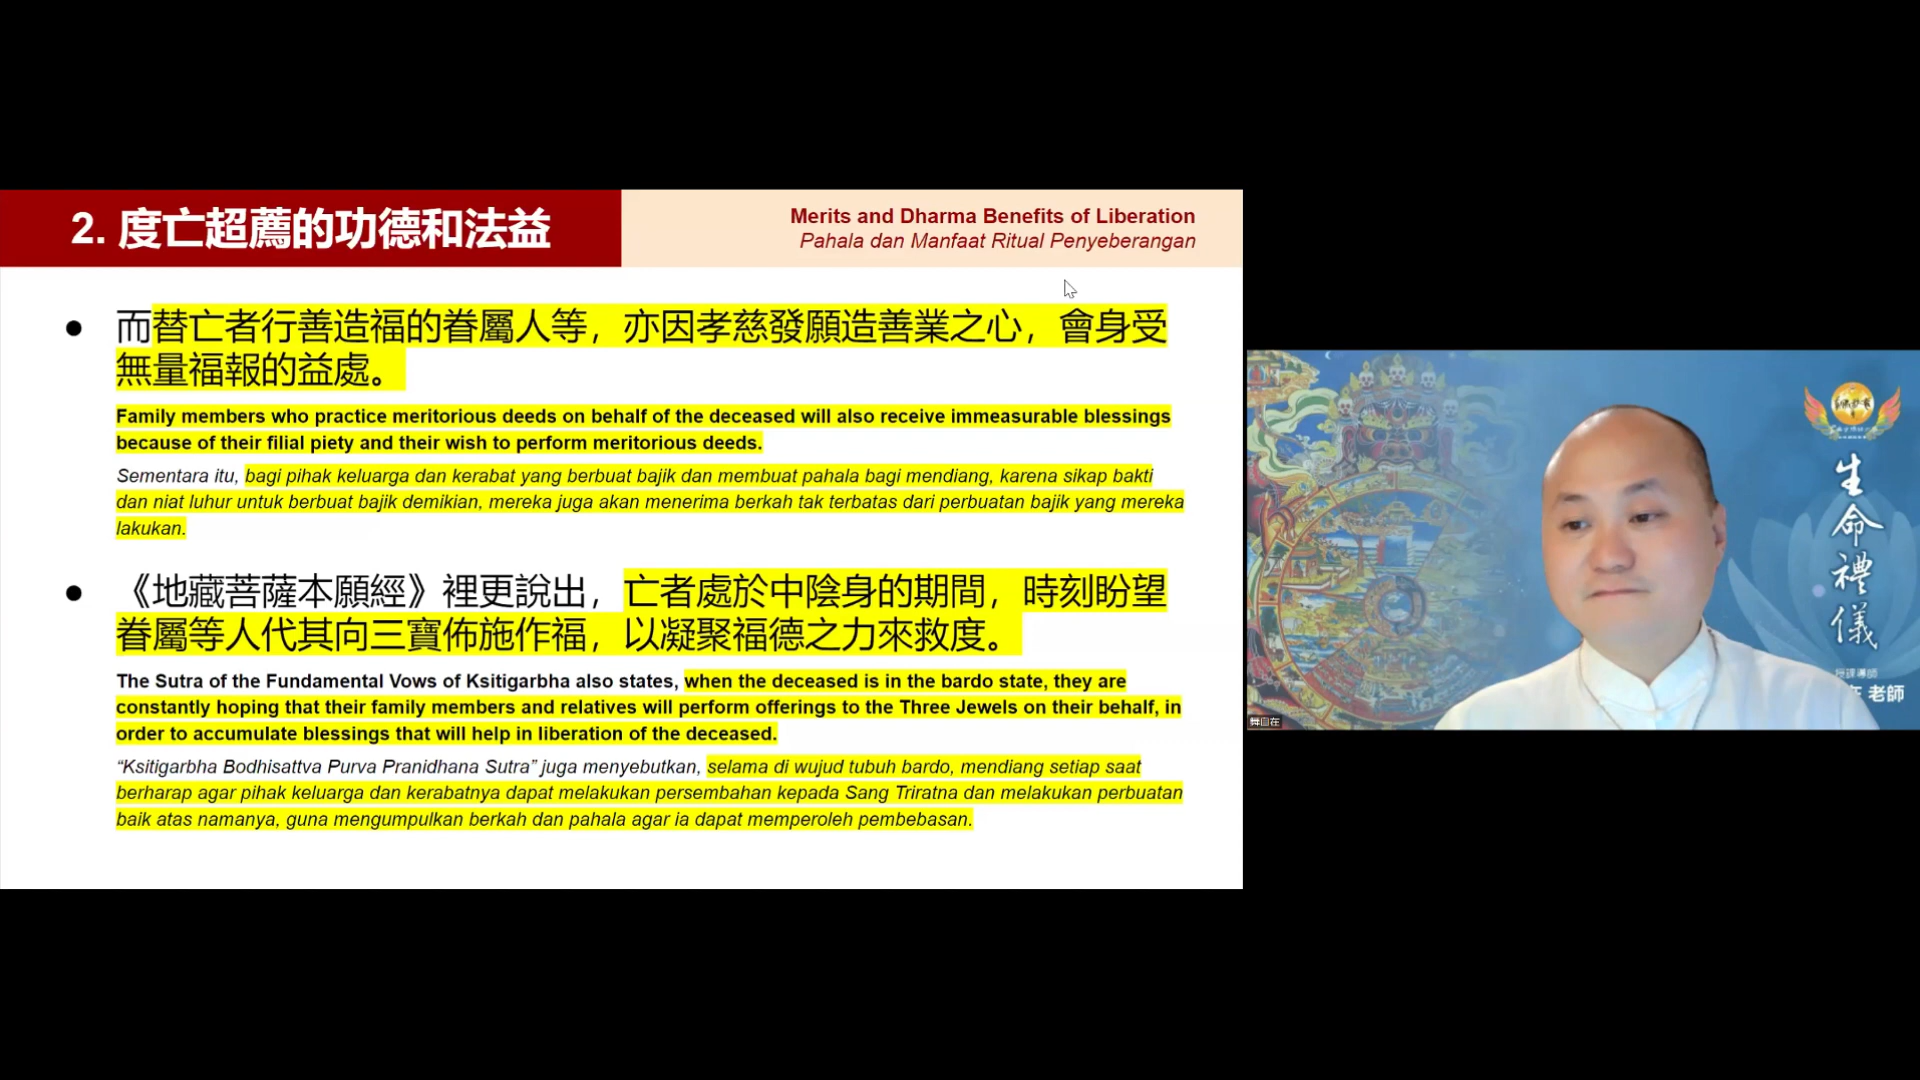 2. 度亡超薦的功德和法益
Merits and Dharma Benefits of Liberation
Pahala dan Manfaat Ritual Penyeberangan
● 而替亡者行善造福的眷屬人等，亦因孝慈發願造善業之心，會身受
無量福報的益處。
Family members who practice meritorious deeds on behalf of the deceased will also receive immeasurable blessings
because of their filial piety and their wish to perform meritorious deeds.
Sementara itu, bagi pihak keluarga dan kerabat yang berbuat bajik dan membuat pahala bagi mendiang, karena sikap bakti
dan niat luhur untuk berbuat bajik demikian, mereka juga akan menerima berkah tak terbatas dari perbuatan bajik yang mereka
lakukan.
● 《地藏菩薩本願經》裡更說出，亡者處於中陰身的期間，時刻盼望
眷屬等人代其向三寶佈施作福，以凝聚福德之力來救度。
The Sutra of the Fundamental Vows of Ksitigarbha also states, when the deceased is in the bardo state, they are
constantly hoping that their family members and relatives will perform offerings to the Three Jewels on their behalf, in
order to accumulate blessings that will help in liberation of the deceased.
“Ksitigarbha Bodhisattva Purva Pranidhana Sutra” juga menyebutkan, selama di wujud tubuh bardo, mendiang setiap saat
berharap agar pihak keluarga dan kerabatnya dapat melakukan persembahan kepada Sang Triratna dan melakukan perbuatan
baik atas namanya, guna mengumpulkan berkah dan pahala agar ia dapat memperoleh pembebasan.
生命禮儀
授課導師
老師